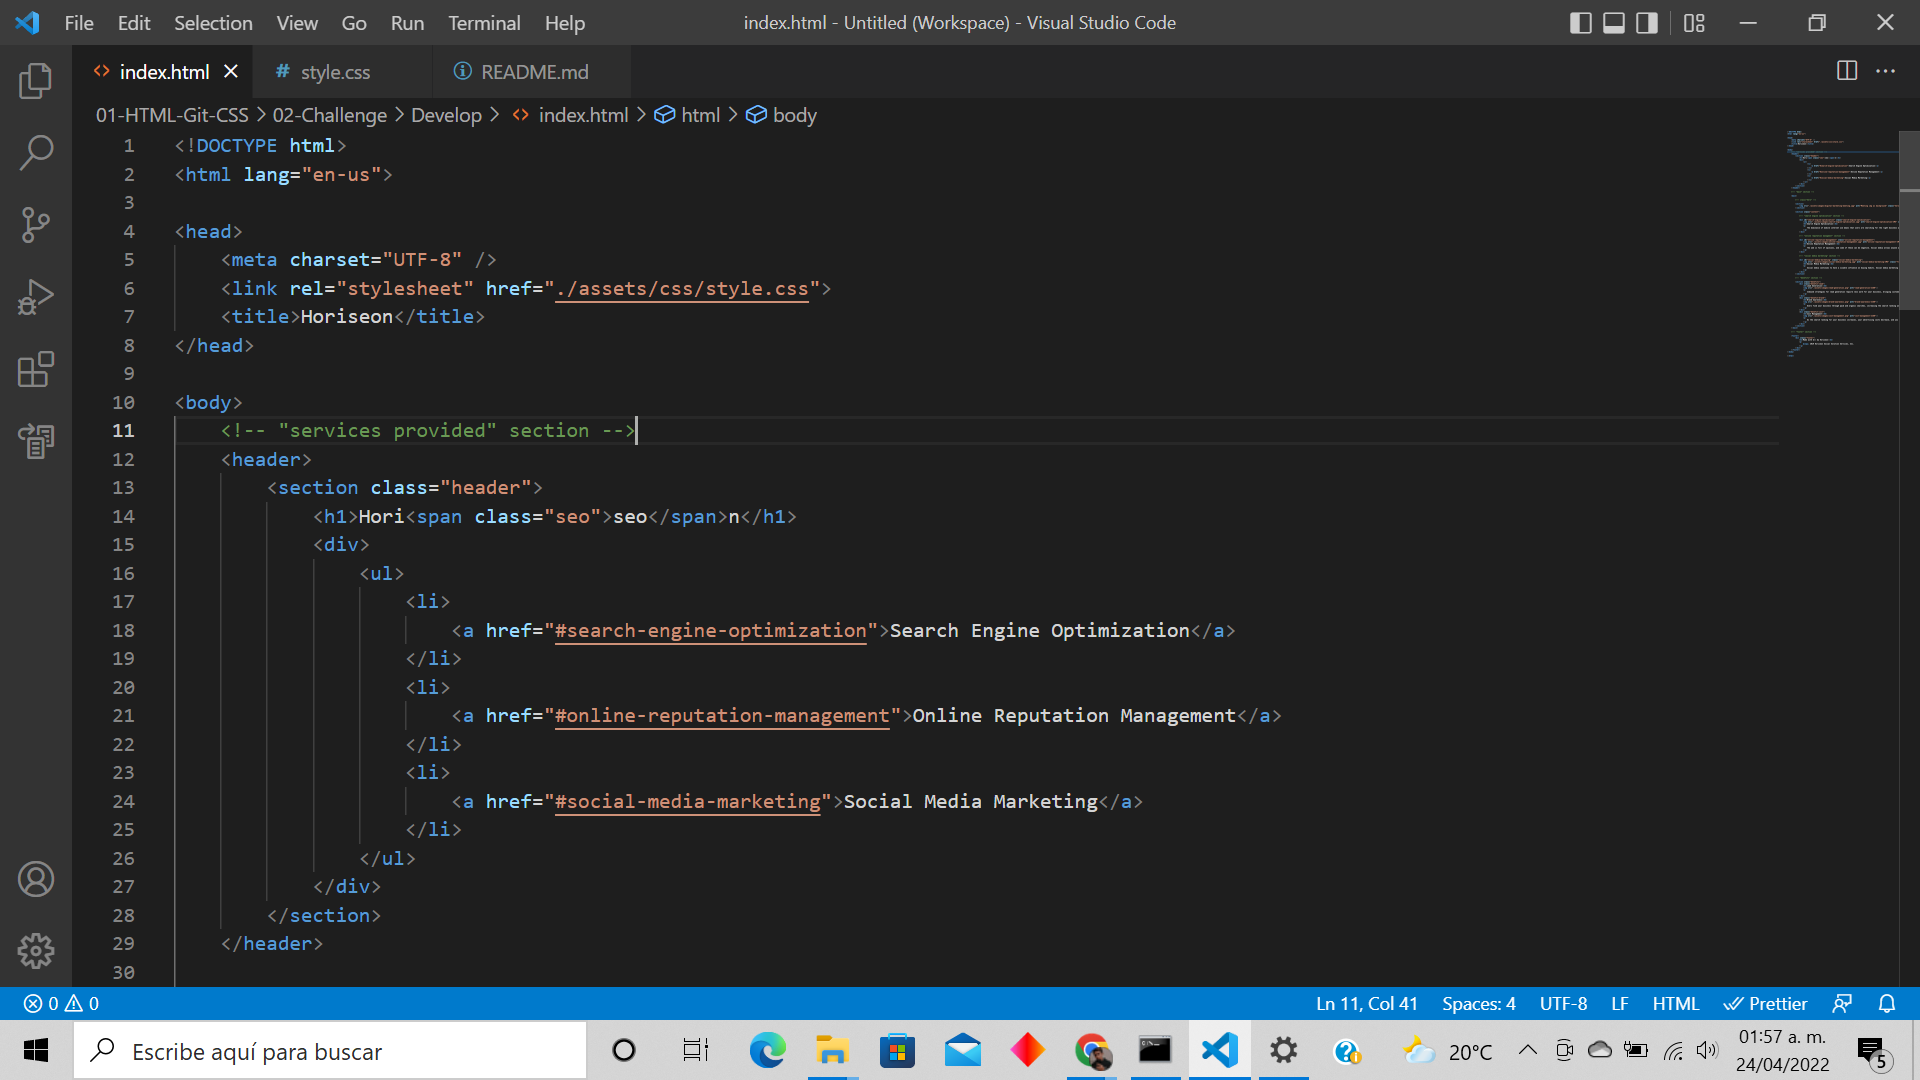 File Edit Selection View Go Run Terminal Help index.html - Untitled (Workspace) - Visual Studio Code
index.html style.css README.md
01-HTML-Git-CSS > 02-Challenge > Develop > index.html > html > body
1 <!DOCTYPE html>
2 <html lang="en-us">
3
4 <head>
5 <meta charset="UTF-8" />
6 <link rel="stylesheet" href="./assets/css/style.css">
7 <title>Horiseon</title>
8 </head>
9
10 <body>
11 <!-- "services provided" section -->
12 <header>
13 <section class="header">
14 <h1>Hori<span class="seo">seo</span>n</h1>
15 <div>
16 <ul>
17 <li>
18 <a href="#search-engine-optimization">Search Engine Optimization</a>
19 </li>
20 <li>
21 <a href="#online-reputation-management">Online Reputation Management</a>
22 </li>
23 <li>
24 <a href="#social-media-marketing">Social Media Marketing</a>
25 </li>
26 </ul>
27 </div>
28 </section>
29 </header>
30
0 0 Ln 11, Col 41 Spaces: 4 UTF-8 LF HTML Prettier
Escribe aquí para buscar 20°C 01:57 a. m.
24/04/2022 5